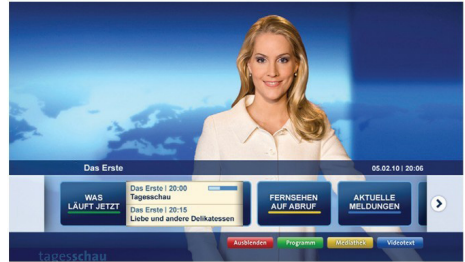 Das Erste
05.02.10 | 20:06
WAS
LÄUFT JETZT
Das Erste | 20:00
Tagesschau
Das Erste | 20:15
Liebe und andere Delikatessen
FERNSEHEN
AUF ABRUF
AKTUELLE
MELDUNGEN
Ausblenden
Programm
Mediathek
Videotext
tagesschau